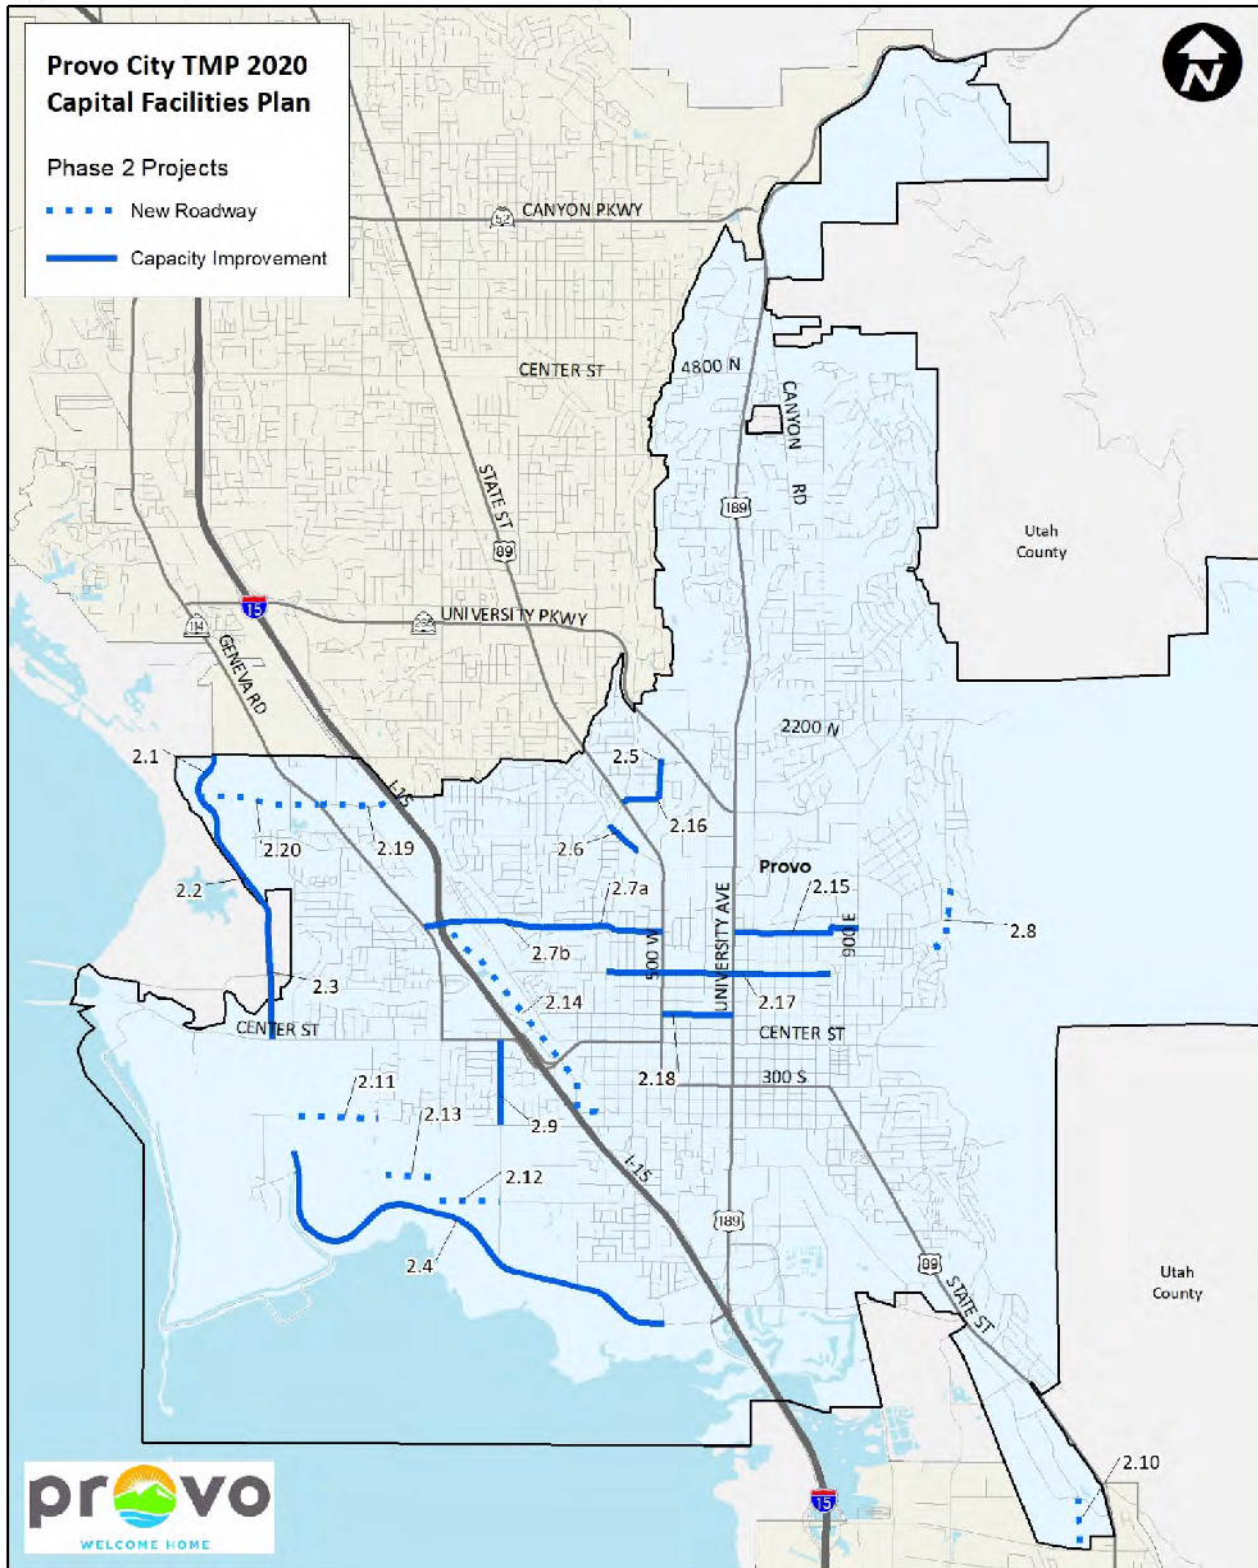 Provo City TMP 2020
Capital Facilities Plan
Phase 2 Projects
New Roadway
Capacity Improvement
N
52
CANYON PKWY
CENTER ST
4800 N
CANYON
RD
STATE ST
189
89
Utah
County
15
114
265
UNIVERSITY PKWY
GENEVA RD
2200 N
2.1
2.5
I-15
2.16
2.20
2.19
2.6
Provo
2.2
2.7a
2.15
UNIVERSITY AVE
900 E
2.8
2.7b
500 W
2.3
2.14
2.17
CENTER ST
CENTER ST
2.18
300 S
2.11
2.13
2.9
I-15
2.12
189
2.4
89
STATE ST
Utah
County
2.10
15
provo
WELCOME HOME